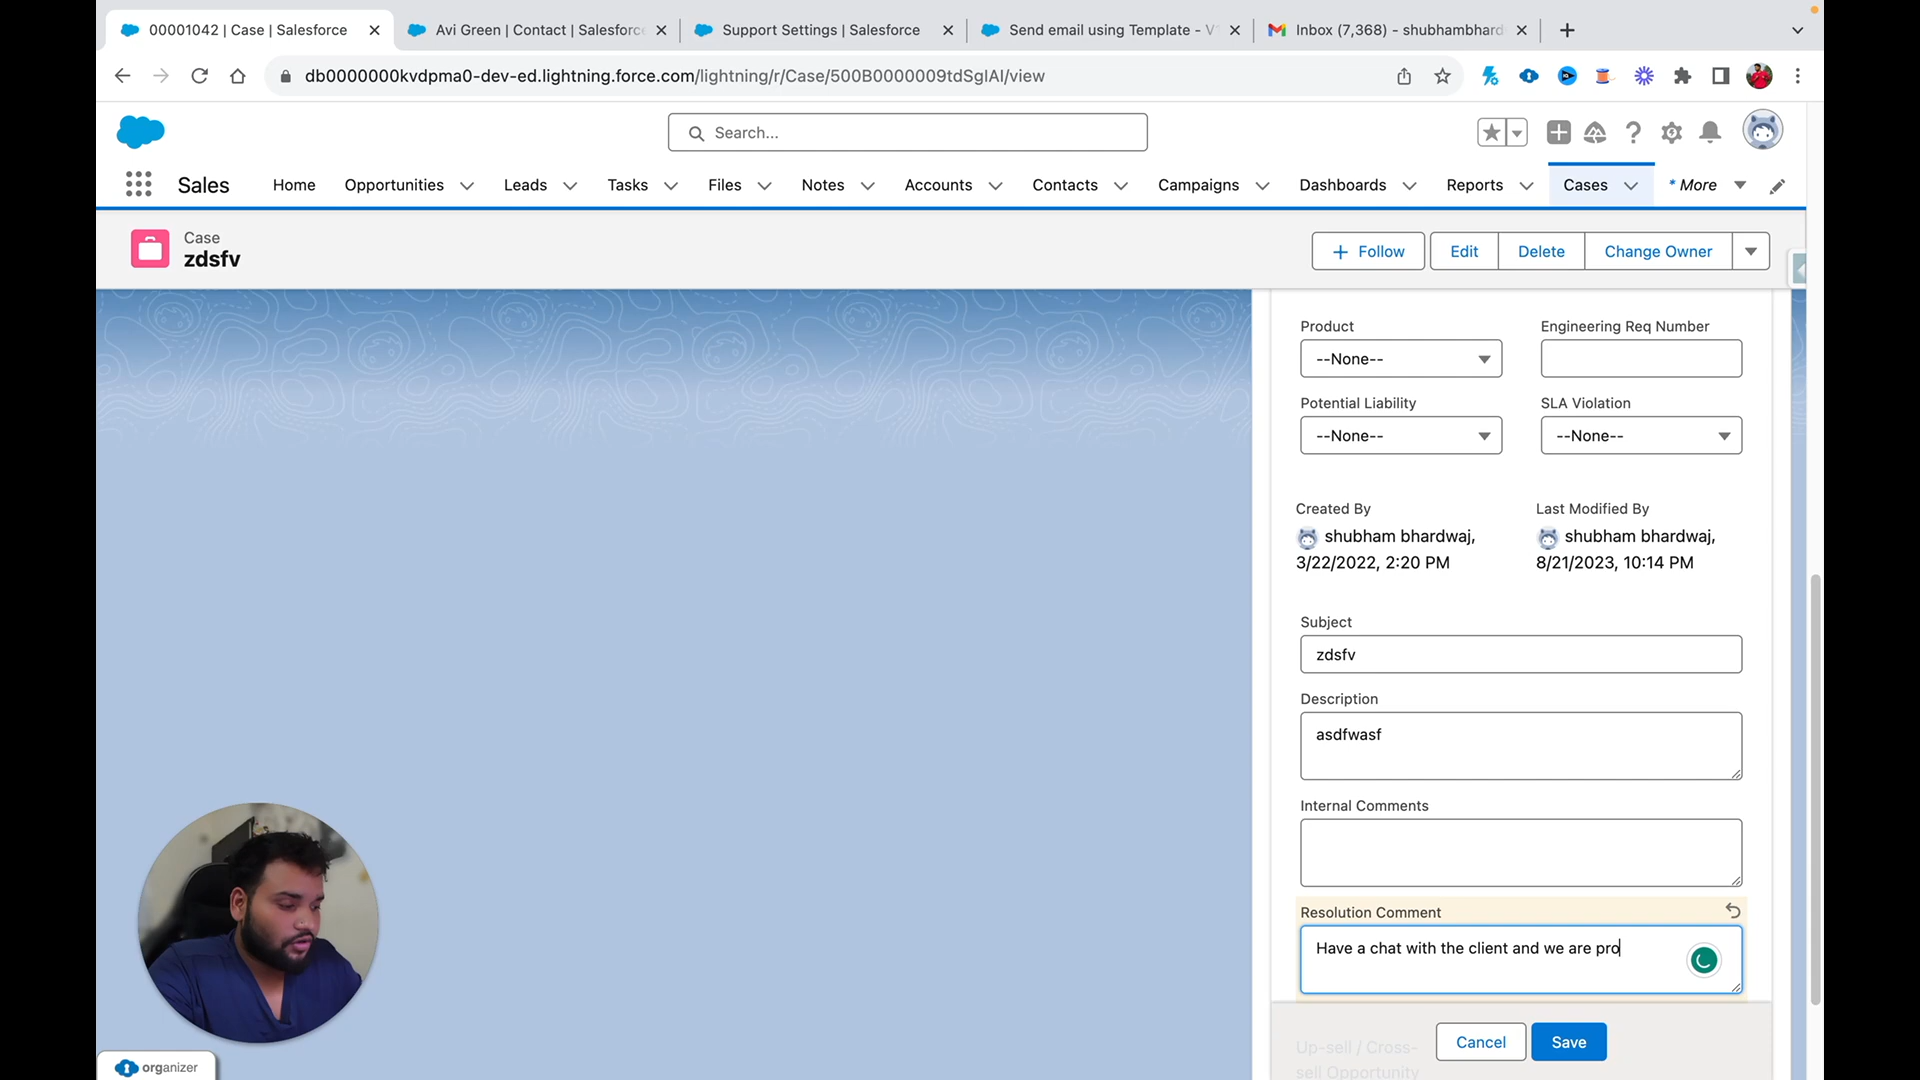 00001042 | Case | Salesforce
Avi Green | Contact | Salesforc
Support Settings | Salesforce
Send email using Template - V
Inbox (7,368) - shubhambhard
db0000000kvdpma0-dev-ed.lightning.force.com/lightning/r/Case/500B0000009tdSgIAI/view
Search...
Sales
Home
Opportunities
Leads
Tasks
Files
Notes
Accounts
Contacts
Campaigns
Dashboards
Reports
Cases
* More
Case
zdsfv
Follow
Edit
Delete
Change Owner
Product
Engineering Req Number
--None--
Potential Liability
SLA Violation
--None--
--None--
Created By
Last Modified By
shubham bhardwaj,
3/22/2022, 2:20 PM
shubham bhardwaj,
8/21/2023, 10:14 PM
Subject
zdsfv
Description
asdfwasf
Internal Comments
Resolution Comment
Have a chat with the client and we are pro
Up-sell / Cross-
sell Opportunity
Cancel
Save
organizer